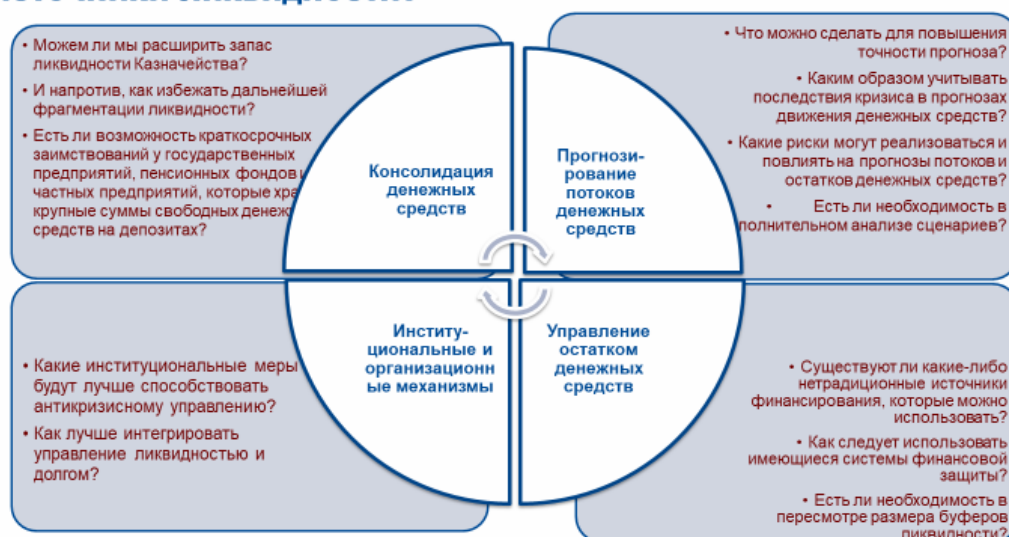 • Можем ли мы расширить запас
ликвидности Казначейства?
• И напротив, как избежать дальнейшей
фрагментации ликвидности?
• Есть ли возможность краткосрочных
заимствований у государственных
предприятий, пенсионных фондов и
частных предприятий, которые
крупные суммы свободных
средств на депозитах?
Консолидация
денежных
средств
• Что можно сделать для повышения
точности прогноза?
• Каким образом учитывать
последствия кризиса в прогнозах
движения денежных средств?
• Какие риски могут реализоваться и
повлиять на прогнозы потоков и
остатков денежных средств?
• Есть ли необходимость в
полнительном анализе сценариев?
Прогнози-
рование
потоков
денежных
средств
• Какие институциональные меры
будут лучше способствовать
антикризисному управлению?
• Как лучше интегрировать
управление ликвидностью и
долгом?
Институ-
циональные и
организационн
ые механизмы
Управление
остатком
денежных
средств
• Существуют ли какие-либо
нетрадиционные источники
финансирования, которые можно
использовать?
• Как следует использовать
имеющиеся системы финансовой
защиты?
• Есть ли необходимость в
пересмотре размера буферов
ликвидности?